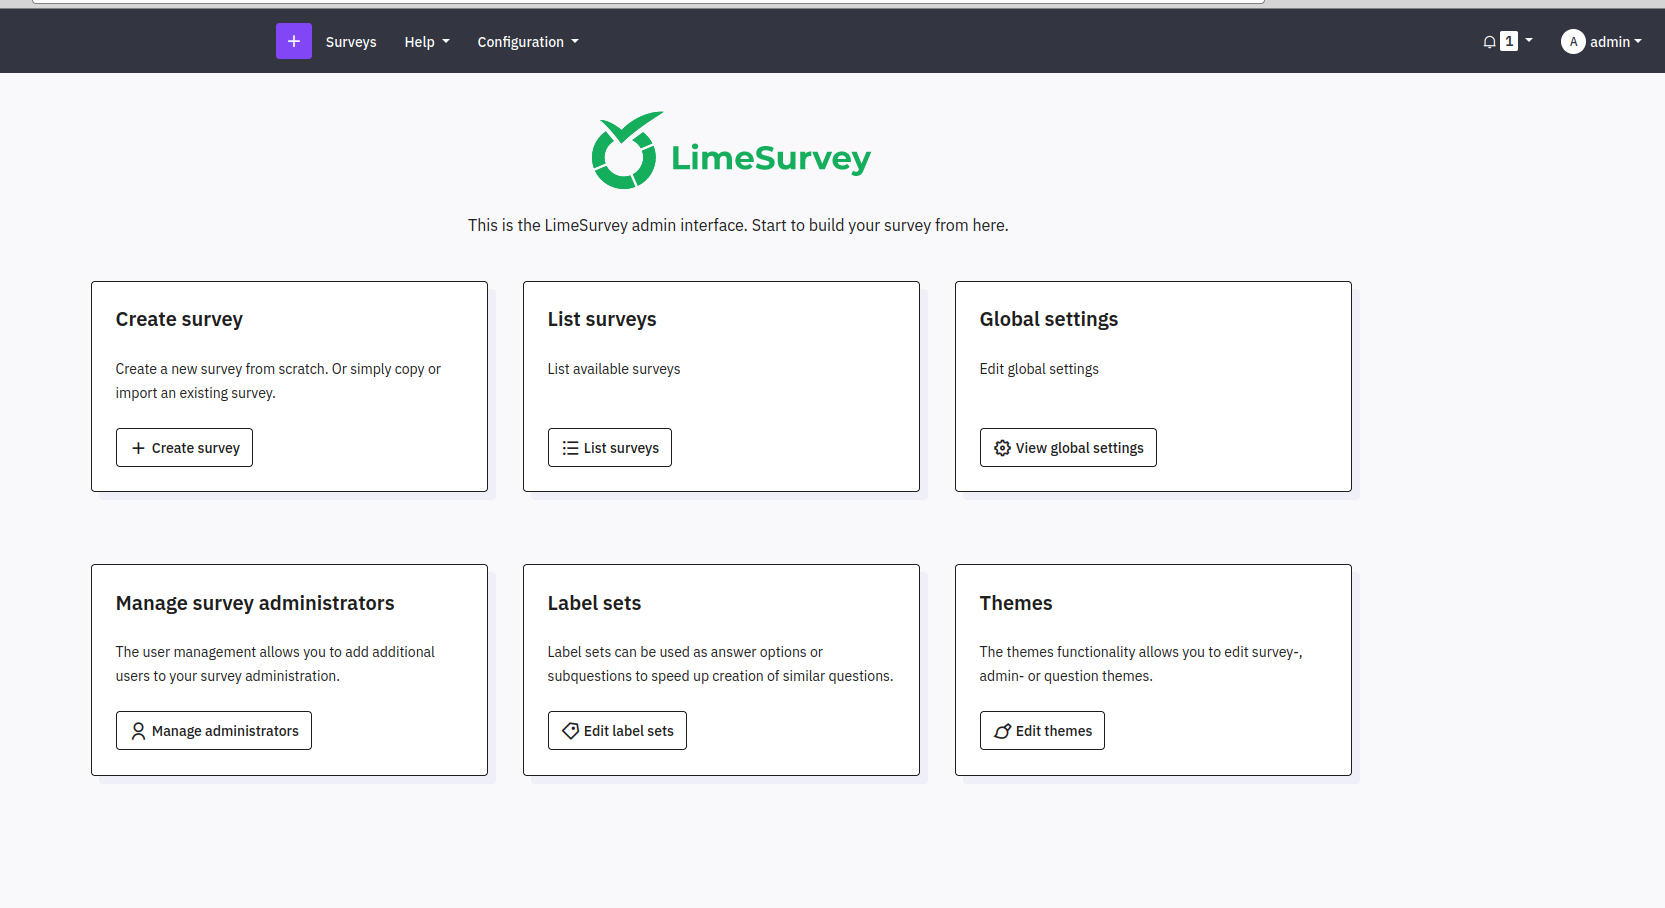 + Surveys Help Configuration 1 A admin
LimeSurvey
This is the LimeSurvey admin interface. Start to build your survey from here.
Create survey
Create a new survey from scratch. Or simply copy or
import an existing survey.
+ Create survey
List surveys
List available surveys
List surveys
Global settings
Edit global settings
View global settings
Manage survey administrators
The user management allows you to add additional
users to your survey administration.
Manage administrators
Label sets
Label sets can be used as answer options or
subquestions to speed up creation of similar questions.
Edit label sets
Themes
The themes functionality allows you to edit survey-,
admin- or question themes.
Edit themes